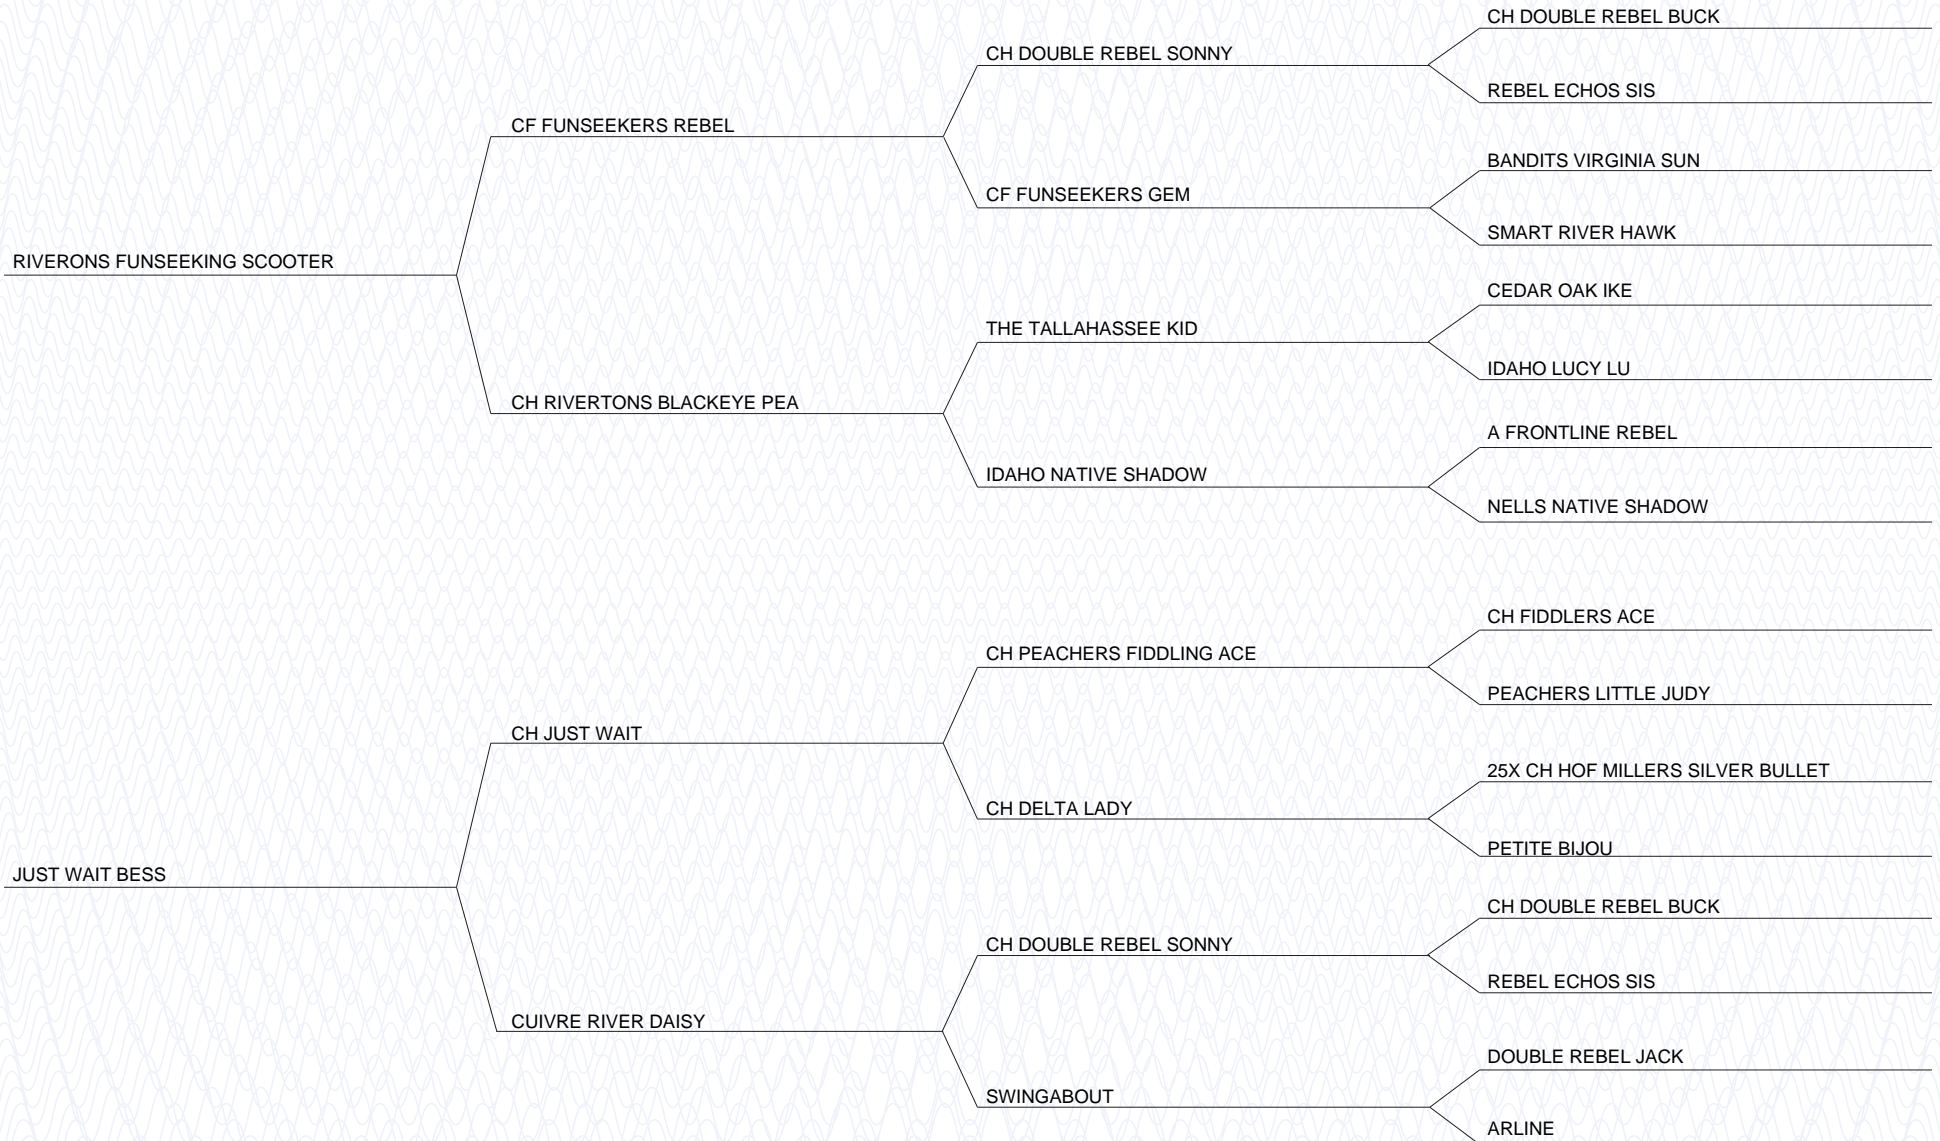 CH DOUBLE REBEL BUCK
CH DOUBLE REBEL SONNY
REBEL ECHOS SIS
CF FUNSEEKERS REBEL
BANDITS VIRGINIA SUN
CF FUNSEEKERS GEM
SMART RIVER HAWK
RIVERONS FUNSEEKING SCOOTER
CEDAR OAK IKE
THE TALLAHASSEE KID
IDAHO LUCY LU
CH RIVERTONS BLACKEYE PEA
A FRONTLINE REBEL
IDAHO NATIVE SHADOW
NELLS NATIVE SHADOW
CH FIDDLERS ACE
CH PEACHERS FIDDLING ACE
PEACHERS LITTLE JUDY
CH JUST WAIT
25X CH HOF MILLERS SILVER BULLET
CH DELTA LADY
PETITE BIJOU
JUST WAIT BESS
CH DOUBLE REBEL BUCK
CH DOUBLE REBEL SONNY
REBEL ECHOS SIS
CUIVRE RIVER DAISY
DOUBLE REBEL JACK
SWINGABOUT
ARLINE